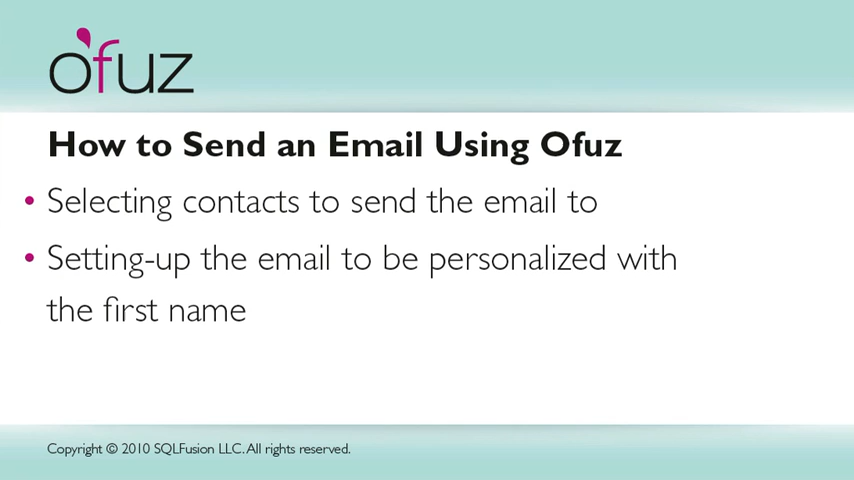 ofuz
How to Send an Email Using Ofuz
• Selecting contacts to send the email to
• Setting-up the email to be personalized with
the first name
Copyright © 2010 SQLFusion LLC. All rights reserved.